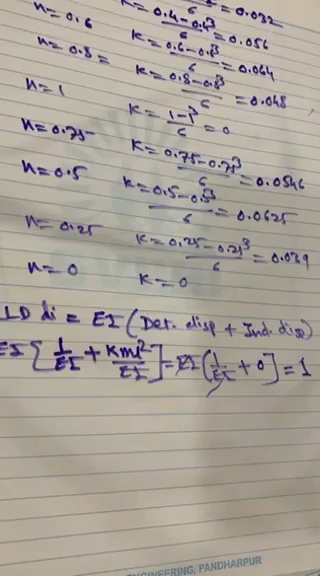 = 0.032
n = 0.6 K = 0.4 - 0.4³ / 6 = 0.056
n = 0.8 = K = 0.6 - 0.6³ / 6 = 0.064
K = 0.8 - 0.8³ / 6 = 0.048
n = 1 K = 1 - 1³ / 6 = 0
n = 0.75 K = 0.75 - 0.75³ / 6 = 0.0546
n = 0.5 K = 0.5 - 0.5³ / 6 = 0.0625
n = 0.25 K = 0.25 - 0.25³ / 6 = 0.039
n = 0 K = 0
ILD di = EI (Det. disp + Ind. disp)
EI [ 1/EI + Kml²/EI ] = EI ( 1/EI + 0 ] = 1
ENGINEERING, PANDHARPUR